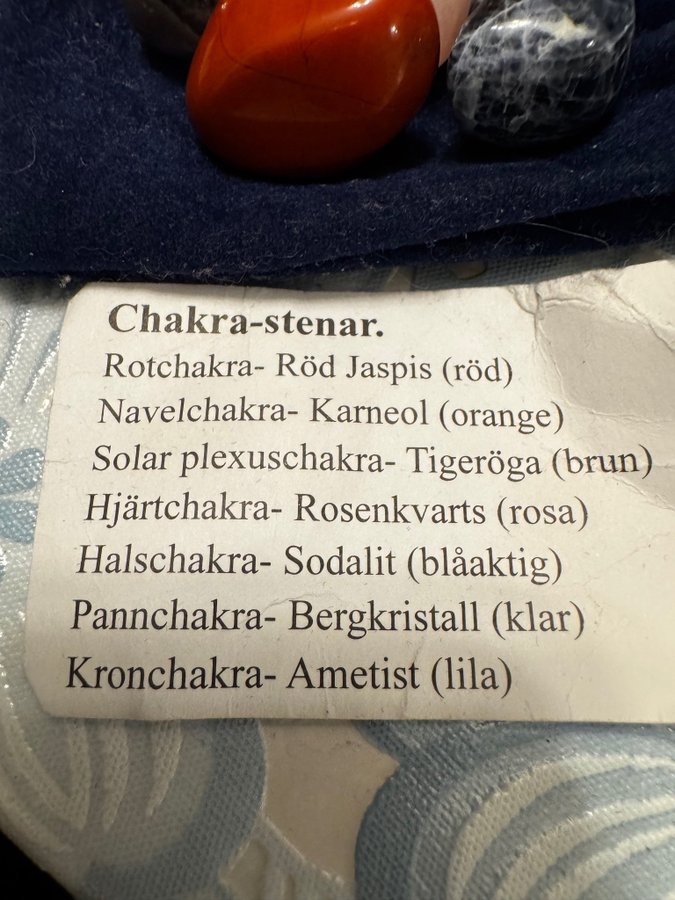 Chakra-stenar.
Rotchakra- Röd Jaspis (röd)
Navelchakra- Karneol (orange)
Solar plexuschakra- Tigeröga (brun)
Hjärtchakra- Rosenkvarts (rosa)
Halschakra- Sodalit (blåaktig)
Pannchakra- Bergkristall (klar)
Kronchakra- Ametist (lila)